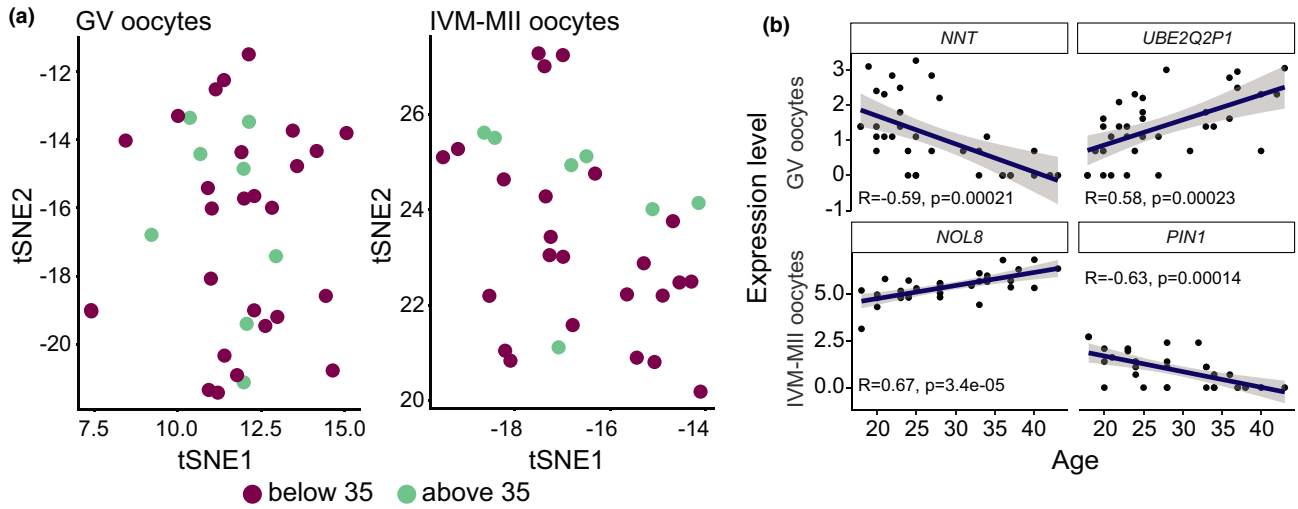 (a)
GV oocytes
IVM-MII oocytes
-12
-14
-16
-18
-20
tSNE2
7.5 10.0 12.5 15.0
tSNE1
26
24
22
20
tSNE2
-18 -16 -14
tSNE1
below 35 above 35
(b)
NNT UBE2Q2P1
Expression level
GV oocytes
3
2
1
0
-1
R=-0.59, p=0.00021
R=0.58, p=0.00023
NOL8 PIN1
IVM-MII oocytes
5.0
2.5
0.0
R=0.67, p=3.4e-05
R=-0.63, p=0.00014
20 25 30 35 40 20 25 30 35 40
Age